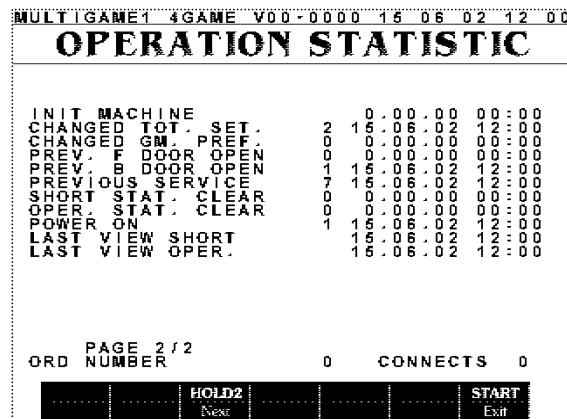 MULTIGAME1 4GAME V00-0000 15 06 02 12 00
OPERATION STATISTIC
INIT MACHINE 0.00.00 00:00
CHANGED TOT. SET. 2 15.06.02 12:00
CHANGED GM. PREF. 0 0.00.00 00:00
PREV. F DOOR OPEN 0 0.00.00 00:00
PREV. B DOOR OPEN 1 15.06.02 12:00
PREVIOUS SERVICE 7 15.06.02 12:00
SHORT STAT. CLEAR 0 0.00.00 00:00
OPER. STAT. CLEAR 0 0.00.00 00:00
POWER ON 1 15.06.02 12:00
LAST VIEW SHORT 15.06.02 12:00
LAST VIEW OPER. 15.06.02 12:00
PAGE 2/2
ORD NUMBER 0 CONNECTS 0
HOLD2 START
Next Exit